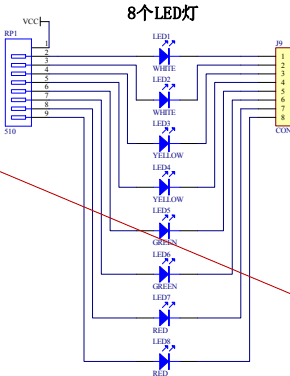 8个LED灯
VCC
RP1
1
2
3
4
5
6
7
8
9
510
LED1
WHITE
LED2
WHITE
LED3
YELLOW
LED4
YELLOW
LED5
GREEN
LED6
GREEN
LED7
RED
LED8
RED
J9
1
2
3
4
5
6
7
8
CON